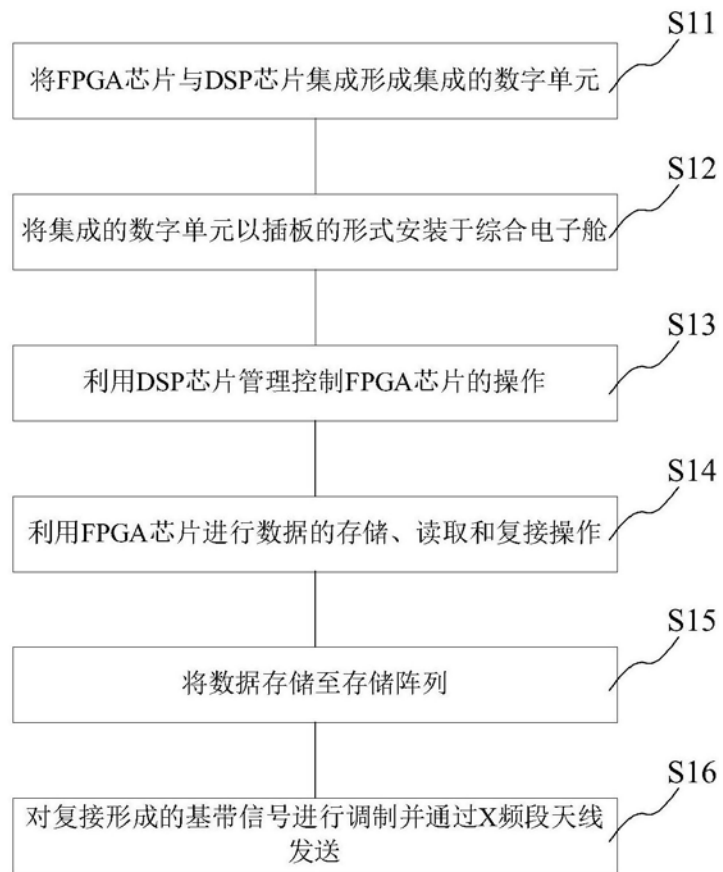 S11
将FPGA芯片与DSP芯片集成形成集成的数字单元
S12
将集成的数字单元以插板的形式安装于综合电子舱
S13
利用DSP芯片管理控制FPGA芯片的操作
S14
利用FPGA芯片进行数据的存储、读取和复接操作
S15
将数据存储至存储阵列
S16
对复接形成的基带信号进行调制并通过X频段天线
发送